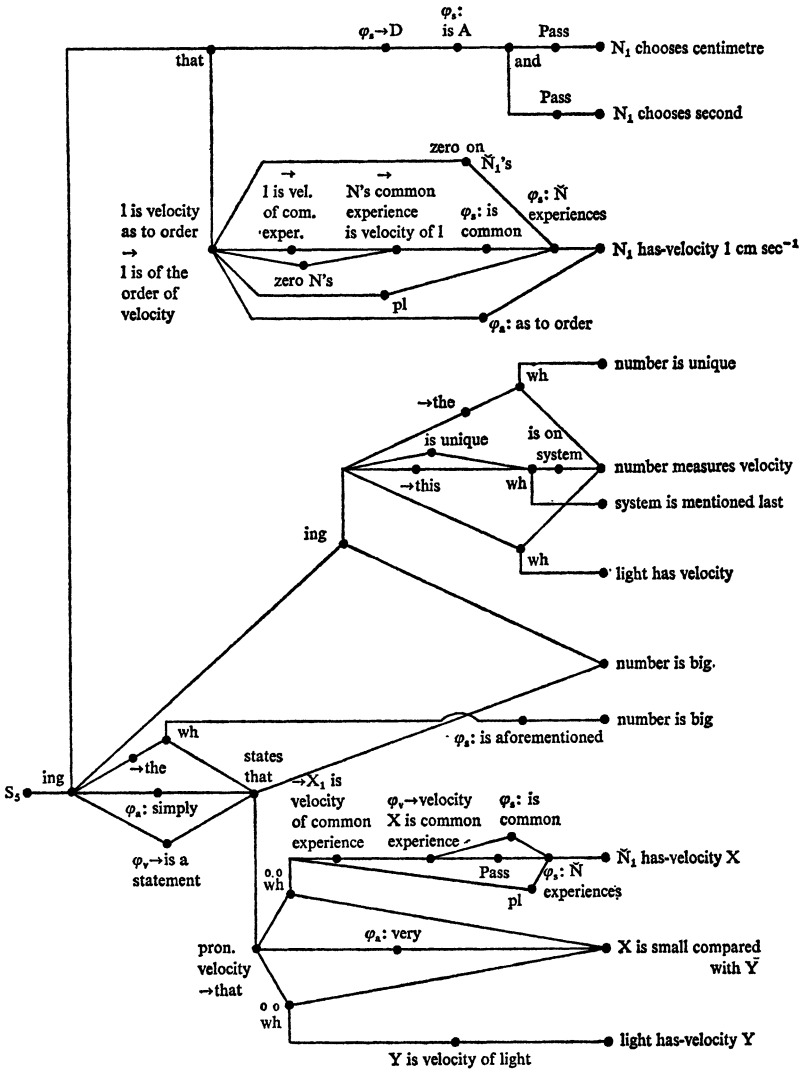 φₛ→D
φₛ:
is A
Pass
that
and
N₁ chooses centimetre
Pass
N₁ chooses second
zero on
Ň₁'s
→
1 is vel.
of com.
exper.
→
N's common
experience
is velocity of 1
φₛ: is
common
φₛ: Ň
experiences
1 is velocity
as to order
→
1 is of the
order of
velocity
N₁ has-velocity 1 cm sec⁻¹
zero N's
pl
φₐ: as to order
wh
number is unique
→the
is unique
is on
system
→this
wh
number measures velocity
system is mentioned last
ing
wh
light has velocity
number is big.
wh
number is big
φₛ: is aforementioned
→the
states
that
S₅
ing
φₐ: simply
φᵥ→is a
statement
→X₁ is
velocity
of common
experience
φᵥ→velocity
X is common
experience
φₛ: is
common
Pass
φₛ: Ň
experiences
Ň₁ has-velocity X
o.o
wh
pl
pron.
velocity
→that
φₐ: very
X is small compared
with Y
o o
wh
light has-velocity Y
Y is velocity of light